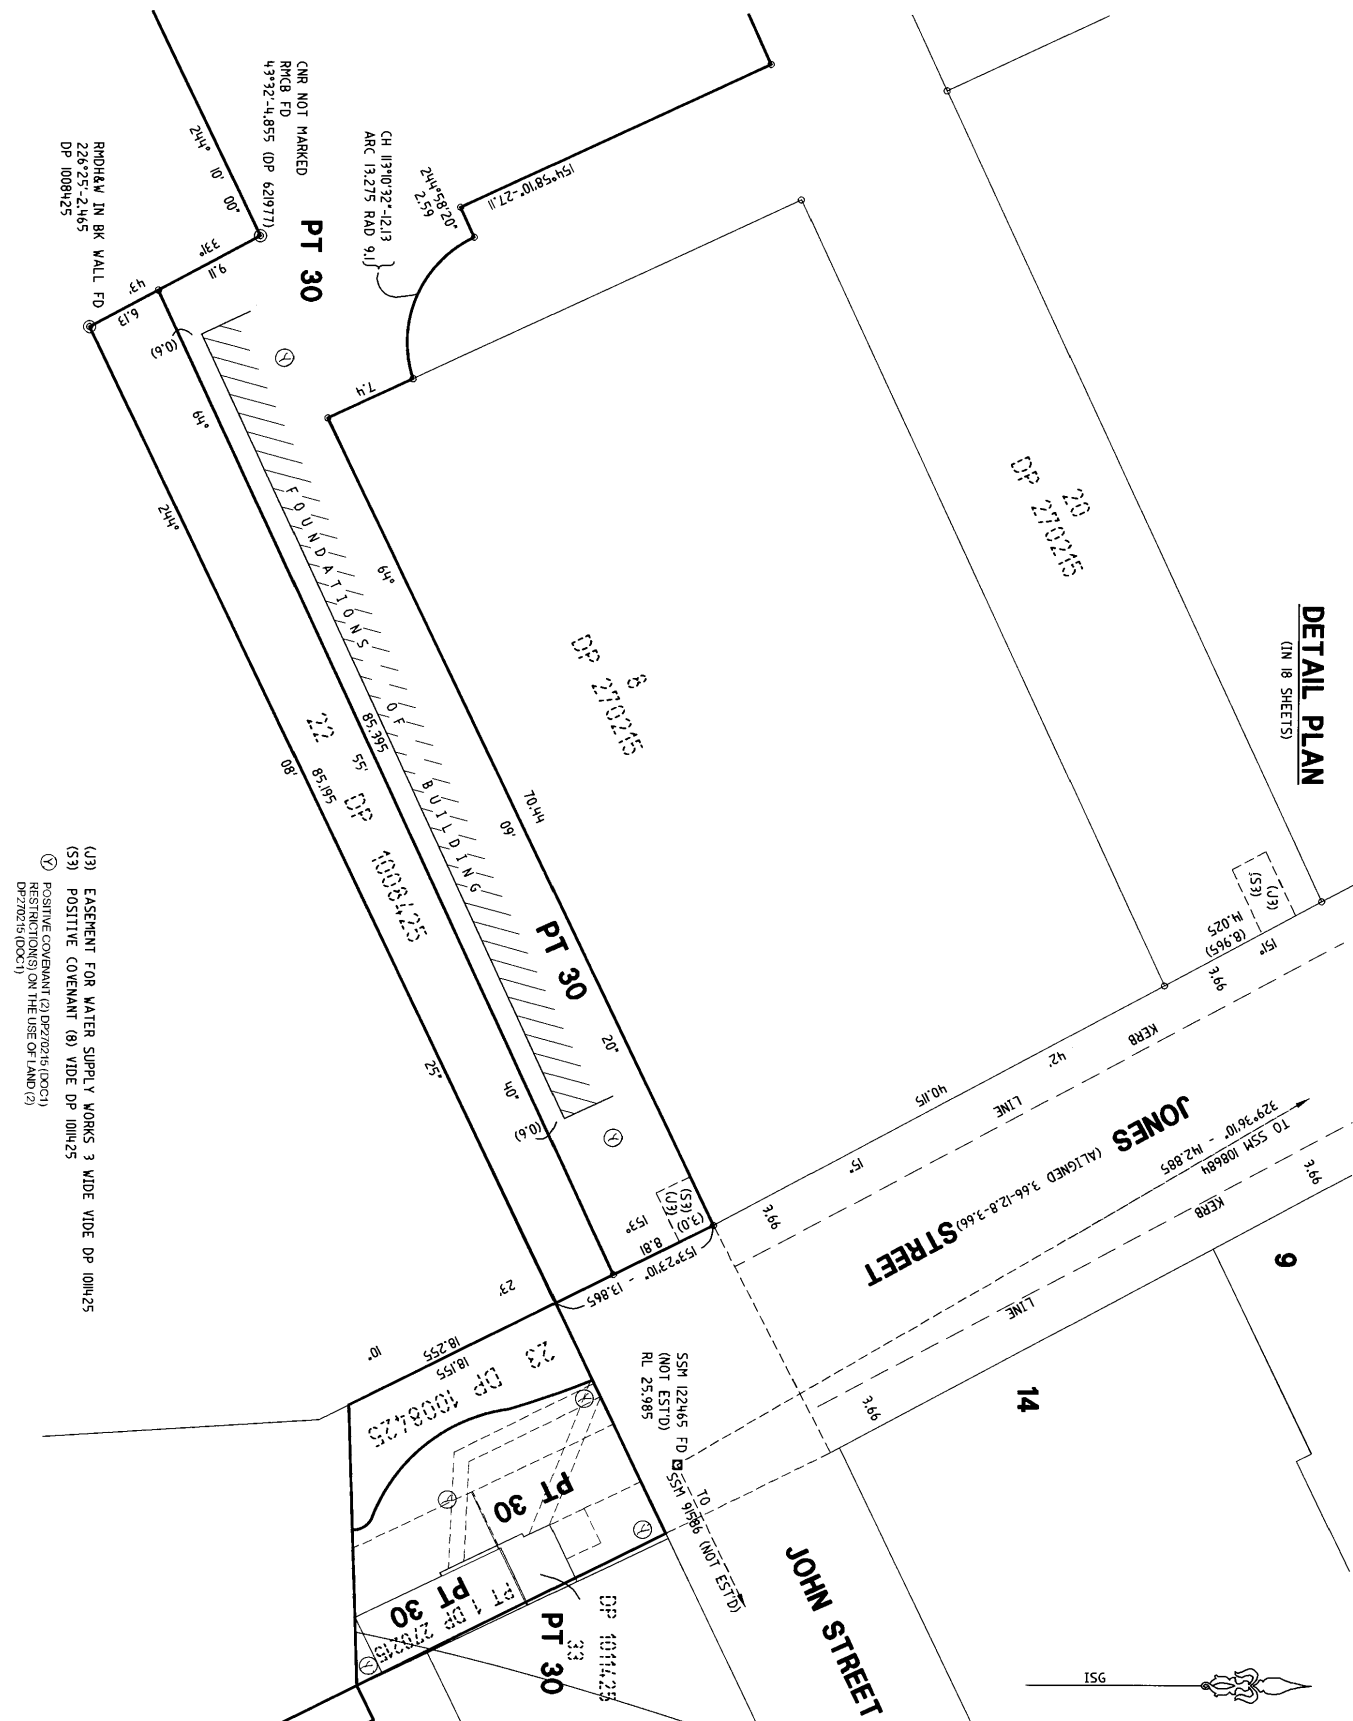 DETAIL PLAN
(IN 18 SHEETS)
244° 10' 00"
CNR NOT MARKED
RMCB FD
43°32'-4.855 (DP 621977)
RMDH&W IN BK WALL FD
226°25'-2.465
DP 1008425
331°
9.11
43'
6.13
PT 30
CH 113°10'32"-12.13
ARC 13.275 RAD 9.1
244°58'20"
2.59
154°58'10"-27.11
7.4
(0.6)
Y
20
DP 270215
8
DP 270215
64°
09'
20"
70.44
FOUNDATIONS OF BUILDING
64°
55'
40"
85.395
PT 30
22 DP 1008425
244°
08'
25"
85.195
(0.6)
Y
(J3)
(S3)
14.025
(8.965)
151°
42'
15"
3.66
40.115
3.66
KERB
LINE
JONES STREET
(ALIGNED 3.66-12.8-3.66)
329°36'10" - 142.885
TO SSM 108684
3.66
KERB
LINE
3.66
9
14
(S3)
(J3)
(3.0)
153°
8.81
153°23'10" - 13.865
23'
10"
18.255
18.155
23 DP 1008425
SSM 122465 FD
(NOT EST'D)
RL 25.985
TO
SSM 91586 (NOT EST'D)
JOHN STREET
Y
Y
Y
PT 30
PT 30
PT 1 DP 270215
Y
PT 30
33
DP 1011425
ISG
(J3) EASEMENT FOR WATER SUPPLY WORKS 3 WIDE VIDE DP 1011425
(S3) POSITIVE COVENANT (8) VIDE DP 1011425
Y POSITIVE COVENANT (2) DP270215 (DOC1)
RESTRICTION(S) ON THE USE OF LAND (2)
DP270215 (DOC1)